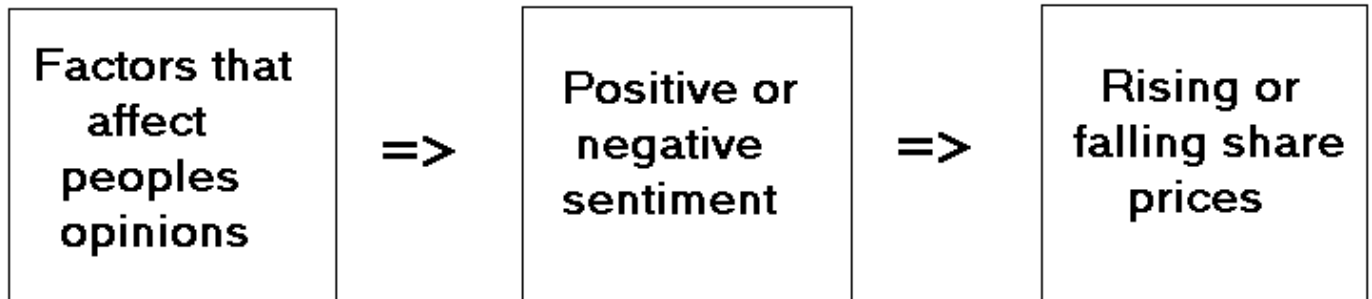 Factors that
affect
peoples
opinions
=>
Positive or
negative
sentiment
=>
Rising or
falling share
prices